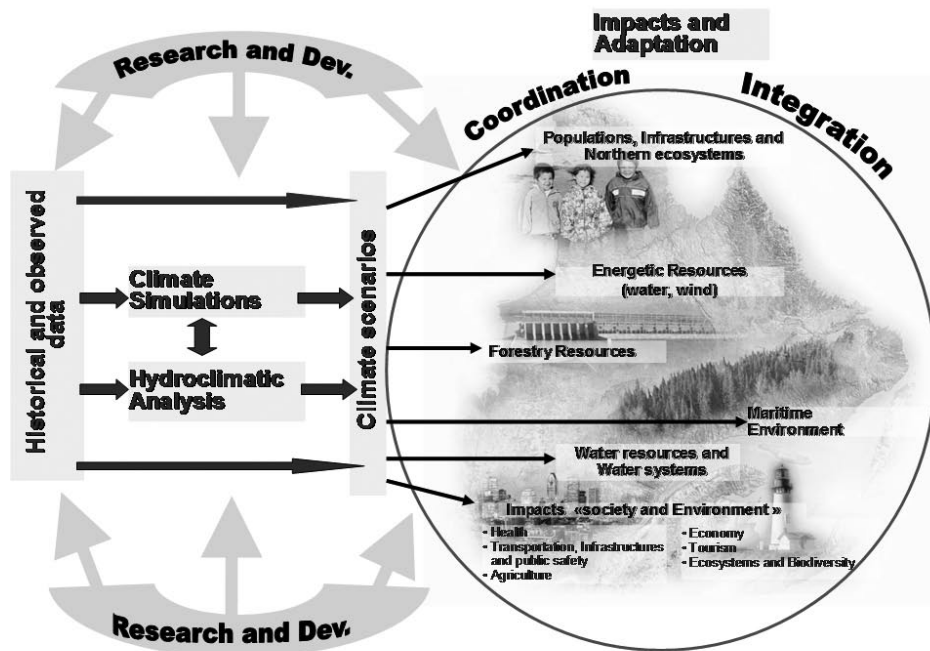 Research and Dev.
Impacts and
Adaptation
Coordination
Integration
Historical and observed
data
Climate
Simulations
Hydroclimatic
Analysis
Climate scenarios
Populations, Infrastructures and
Northern ecosystems
Energetic Resources
(water, wind)
Forestry Resources
Maritime
Environment
Water resources and
Water systems
Impacts «society and Environment »
- Health
- Transportation, Infrastructures
and public safety
- Agriculture
- Economy
- Tourism
- Ecosystems and Biodiversity
Research and Dev.